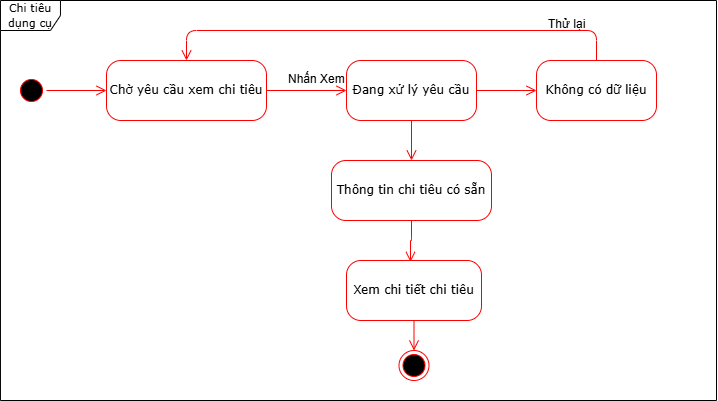 Chi tiêu
dụng cụ
Thử lại
Nhấn Xem
Chờ yêu cầu xem chi tiêu
Đang xử lý yêu cầu
Không có dữ liệu
Thông tin chi tiêu có sẵn
Xem chi tiết chi tiêu